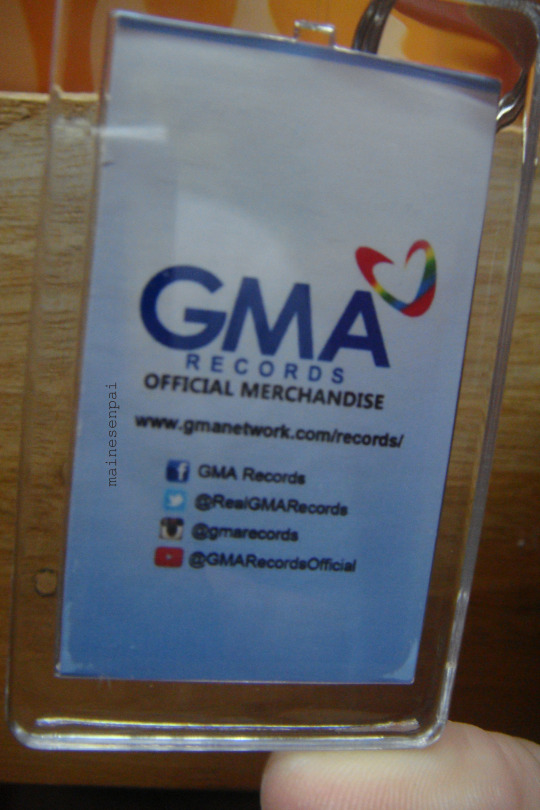 GMA
RECORDS
OFFICIAL MERCHANDISE
www.gmanetwork.com/records/
GMA Records
@RealGMARecords
@gmarecords
@GMARecordsOfficial
mainesenpai